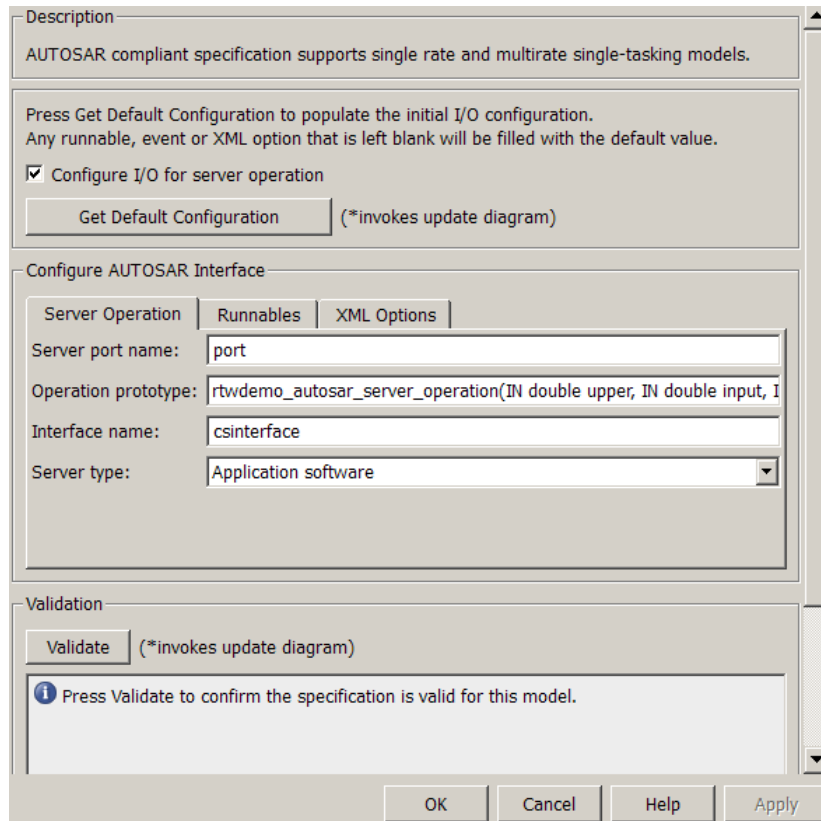 Description
AUTOSAR compliant specification supports single rate and multirate single-tasking models.
Press Get Default Configuration to populate the initial I/O configuration.
Any runnable, event or XML option that is left blank will be filled with the default value.
Configure I/O for server operation
Get Default Configuration (*invokes update diagram)
Configure AUTOSAR Interface
Server Operation Runnables XML Options
Server port name: port
Operation prototype: rtwdemo_autosar_server_operation(IN double upper, IN double input, I
Interface name: csinterface
Server type: Application software
Validation
Validate (*invokes update diagram)
Press Validate to confirm the specification is valid for this model.
OK Cancel Help Apply